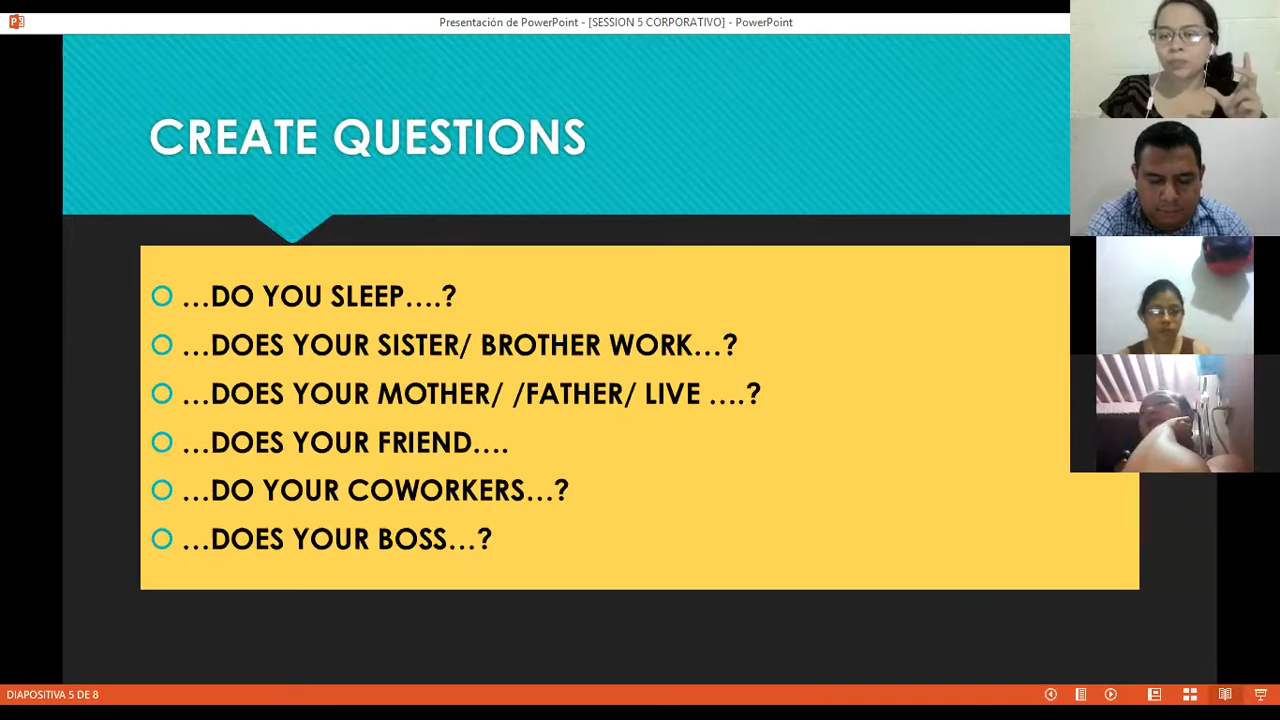 Presentación de PowerPoint - [SESSION 5 CORPORATIVO] - PowerPoint
CREATE QUESTIONS
…DO YOU SLEEP….?
…DOES YOUR SISTER/ BROTHER WORK…?
…DOES YOUR MOTHER/ /FATHER/ LIVE ….?
…DOES YOUR FRIEND….
…DO YOUR COWORKERS…?
…DOES YOUR BOSS…?
DIAPOSITIVA 5 DE 8